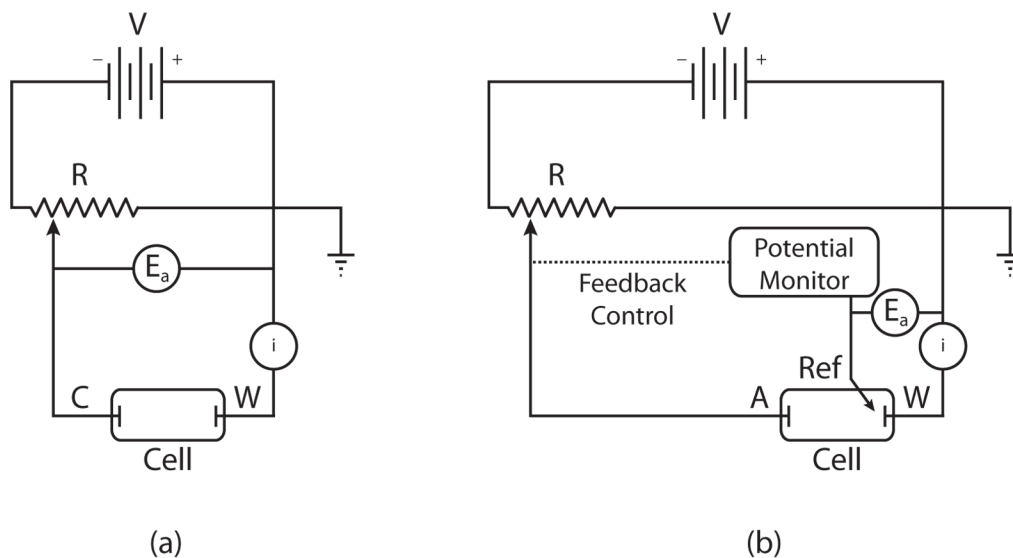 V
− +
R
Eₐ
i
C
W
Cell
(a)
V
− +
R
Potential
Monitor
Feedback
Control
Eₐ
i
Ref
A
W
Cell
(b)